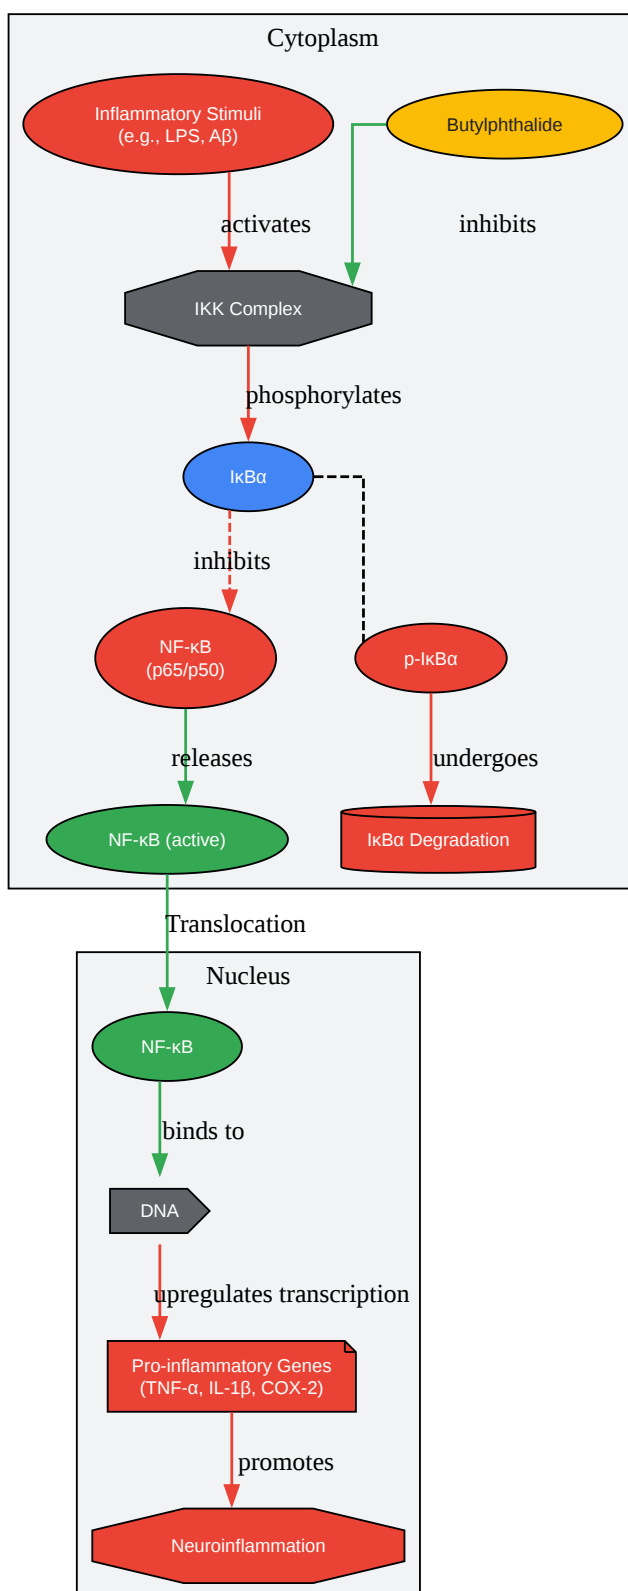 Cytoplasm
Inflammatory Stimuli
(e.g., LPS, Aβ)
Butylphthalide
activates
inhibits
IKK Complex
phosphorylates
IκBα
inhibits
NF-κB
(p65/p50)
p-IκBα
releases
undergoes
NF-κB (active)
IκBα Degradation
Translocation
Nucleus
NF-κB
binds to
DNA
upregulates transcription
Pro-inflammatory Genes
(TNF-α, IL-1β, COX-2)
promotes
Neuroinflammation